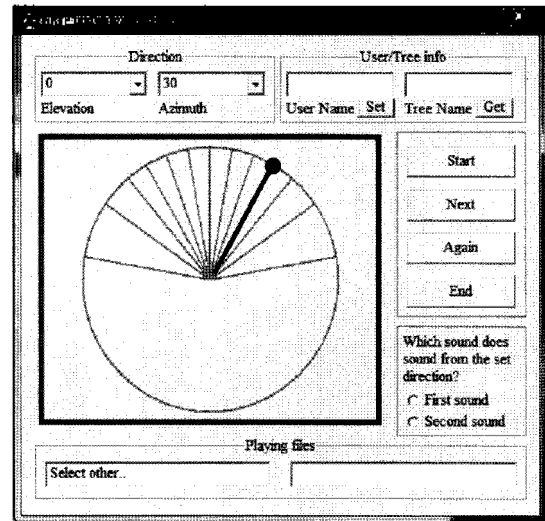 Direction
User/Tree info
0
30
Elevation
Azimuth
User Name
Set
Tree Name
Get
Start
Next
Again
End
Which sound does
sound from the set
direction?
First sound
Second sound
Playing files
Select other..